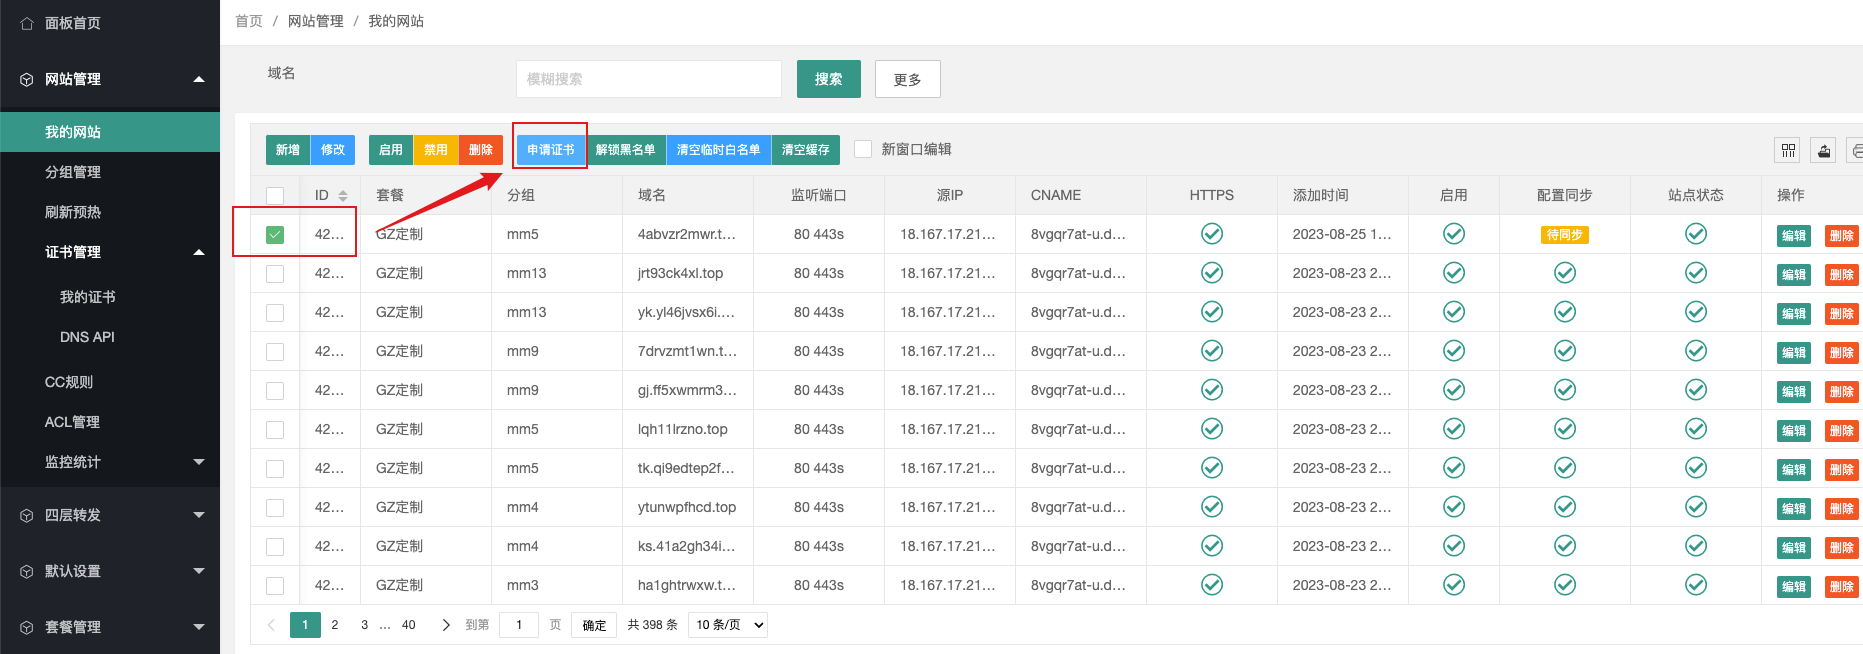 面板首页
网站管理
我的网站
分组管理
刷新预热
证书管理
我的证书
DNS API
CC规则
ACL管理
监控统计
四层转发
默认设置
套餐管理
首页 / 网站管理 / 我的网站
域名 模糊搜索 搜索 更多
新增 修改 启用 禁用 删除 申请证书 解锁黑名单 清空临时白名单 清空缓存 新窗口编辑
ID 套餐 分组 域名 监听端口 源IP CNAME HTTPS 添加时间 启用 配置同步 站点状态 操作
42... GZ定制 mm5 4abvzr2mwr.t... 80 443s 18.167.17.21... 8vgqr7at-u.d... 2023-08-25 1... 待同步 编辑 删除
42... GZ定制 mm13 jrt93ck4xl.top 80 443s 18.167.17.21... 8vgqr7at-u.d... 2023-08-23 2... 编辑 删除
42... GZ定制 mm13 yk.yl46jvsx6i.... 80 443s 18.167.17.21... 8vgqr7at-u.d... 2023-08-23 2... 编辑 删除
42... GZ定制 mm9 7drvzmt1wn.t... 80 443s 18.167.17.21... 8vgqr7at-u.d... 2023-08-23 2... 编辑 删除
42... GZ定制 mm9 gj.ff5xwmrm3... 80 443s 18.167.17.21... 8vgqr7at-u.d... 2023-08-23 2... 编辑 删除
42... GZ定制 mm5 lqh11lrzno.top 80 443s 18.167.17.21... 8vgqr7at-u.d... 2023-08-23 2... 编辑 删除
42... GZ定制 mm5 tk.qi9edtep2f... 80 443s 18.167.17.21... 8vgqr7at-u.d... 2023-08-23 2... 编辑 删除
42... GZ定制 mm4 ytunwpfhcd.top 80 443s 18.167.17.21... 8vgqr7at-u.d... 2023-08-23 2... 编辑 删除
42... GZ定制 mm4 ks.41a2gh34i... 80 443s 18.167.17.21... 8vgqr7at-u.d... 2023-08-23 2... 编辑 删除
42... GZ定制 mm3 ha1ghtrwxw.t... 80 443s 18.167.17.21... 8vgqr7at-u.d... 2023-08-23 2... 编辑 删除
1 2 3 ... 40 到第 1 页 确定 共 398 条 10 条/页